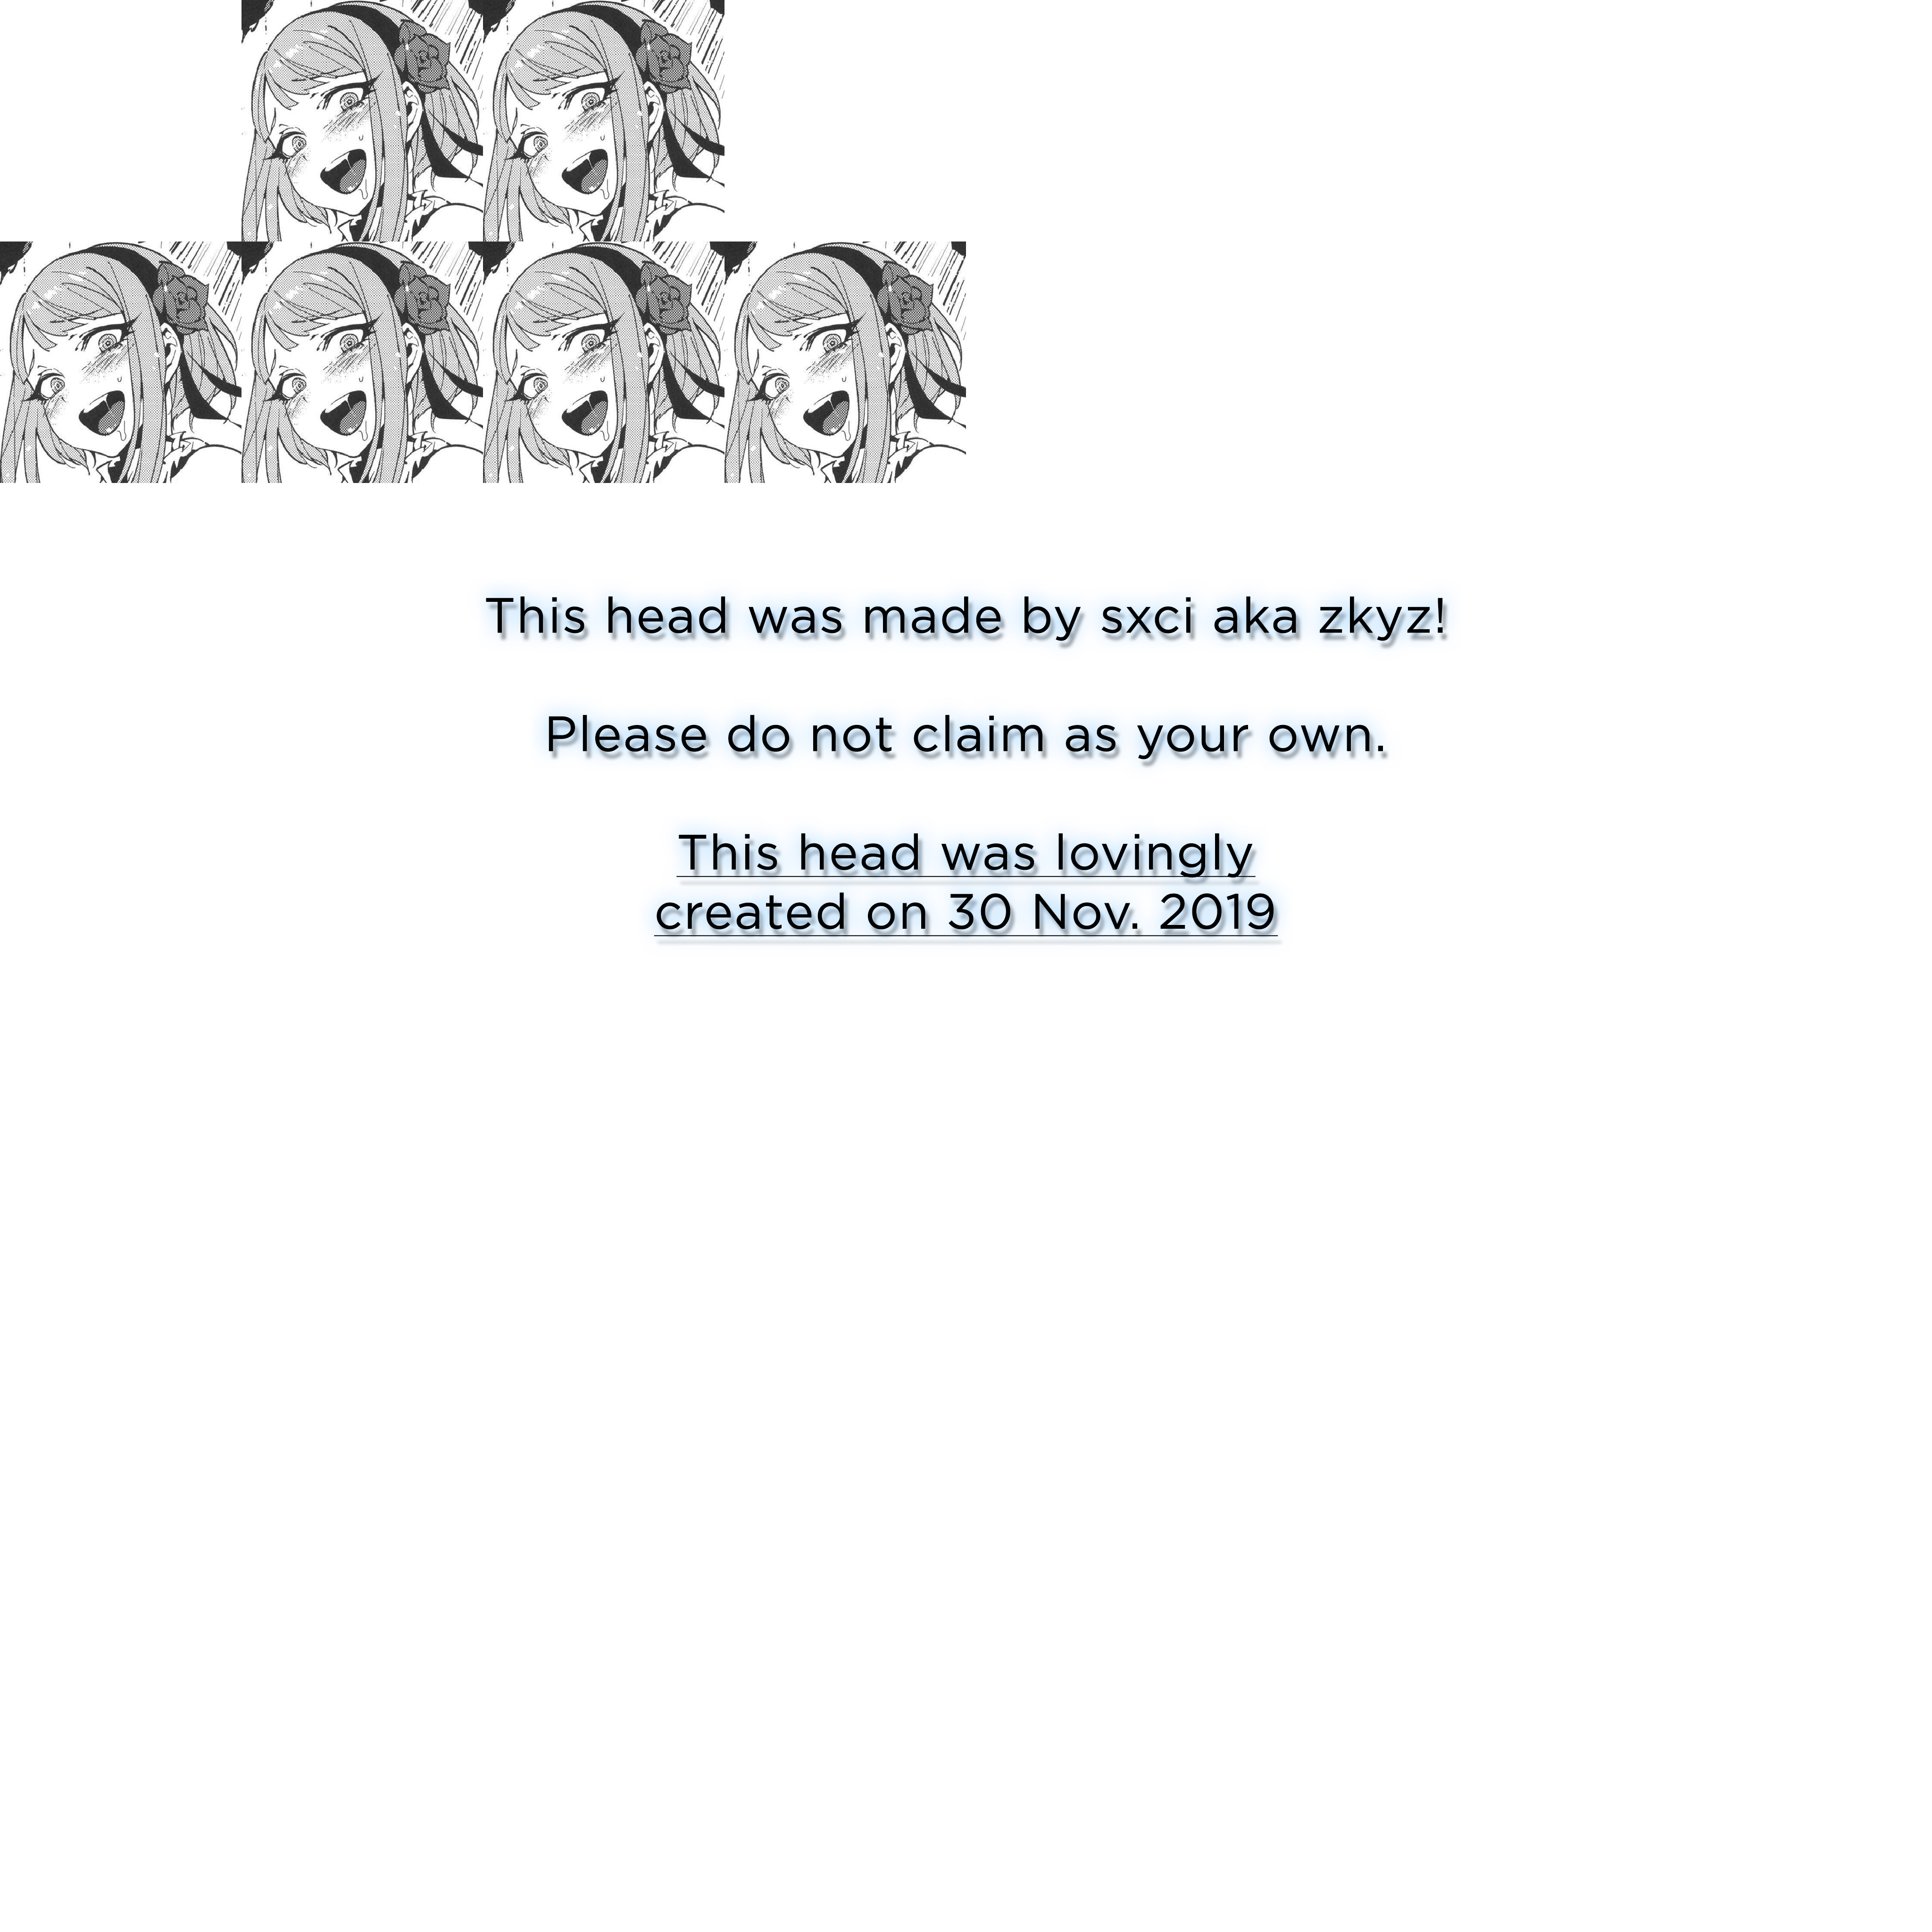 This head was made by sxci aka zkyz!
Please do not claim as your own.
This head was lovingly
created on 30 Nov. 2019